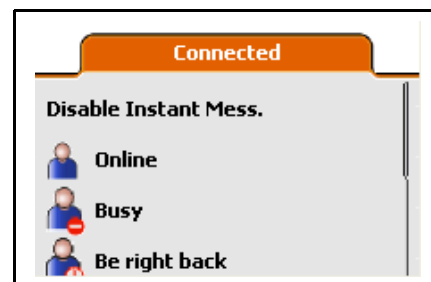 Connected
Disable Instant Mess.
Online
Busy
Be right back